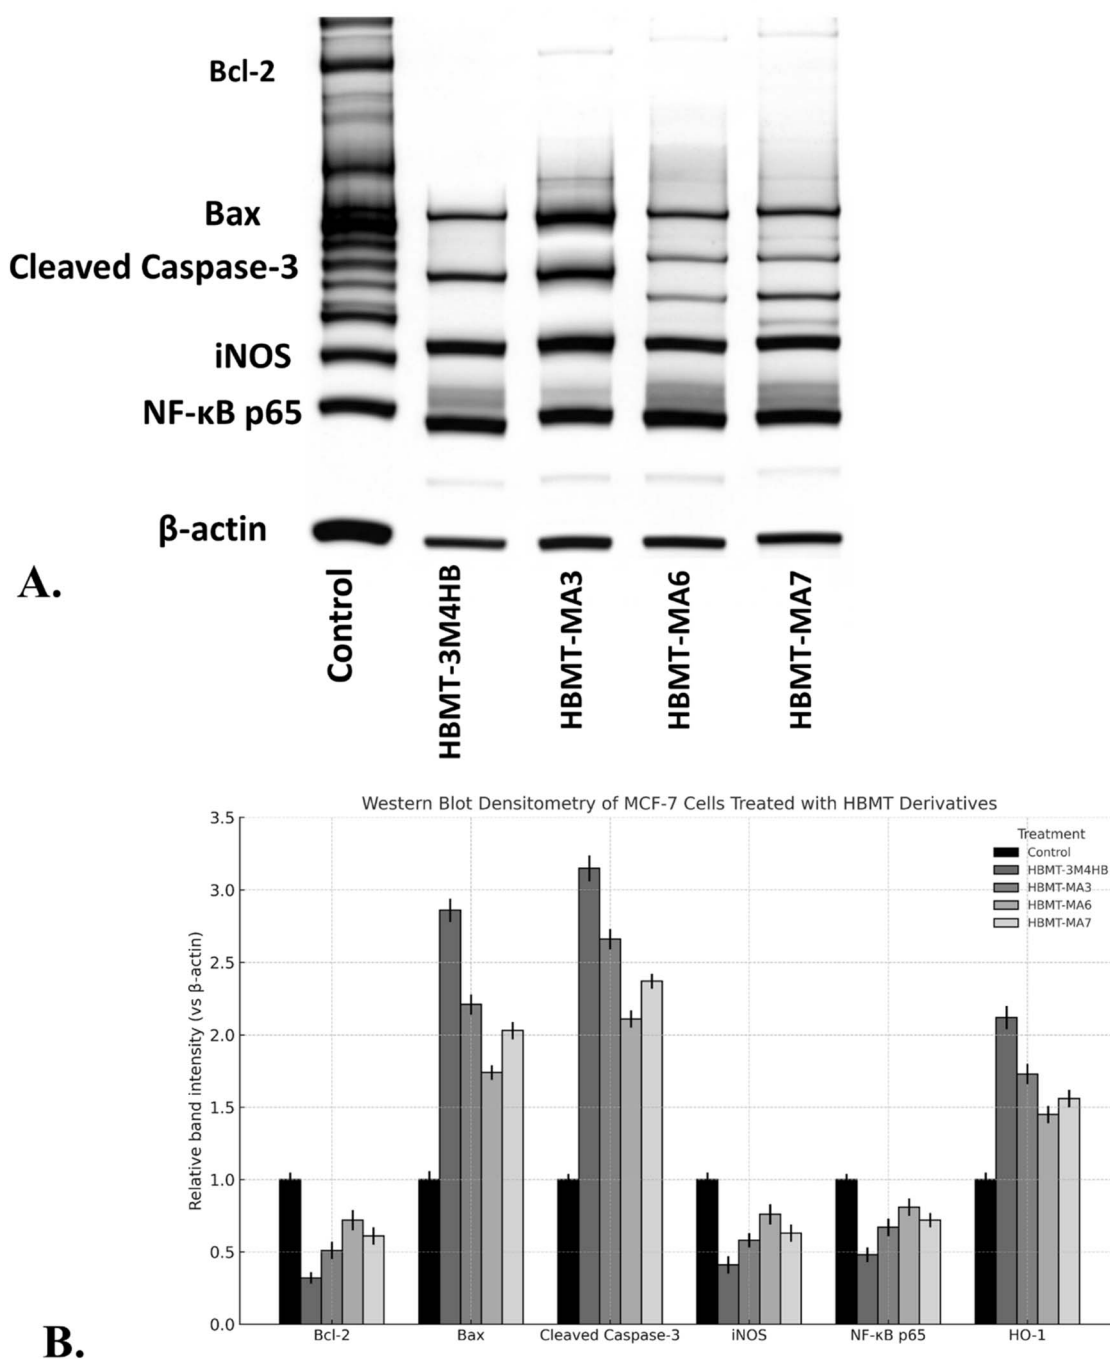 Bcl-2
Bax
Cleaved Caspase-3
iNOS
NF-κB p65
β-actin
A.
Control
HBMT-3M4HB
HBMT-MA3
HBMT-MA6
HBMT-MA7
Western Blot Densitometry of MCF-7 Cells Treated with HBMT Derivatives
Relative band intensity (vs β-actin)
3.5
3.0
2.5
2.0
1.5
1.0
0.5
0.0
Treatment
Control
HBMT-3M4HB
HBMT-MA3
HBMT-MA6
HBMT-MA7
Bcl-2
Bax
Cleaved Caspase-3
iNOS
NF-κB p65
HO-1
B.